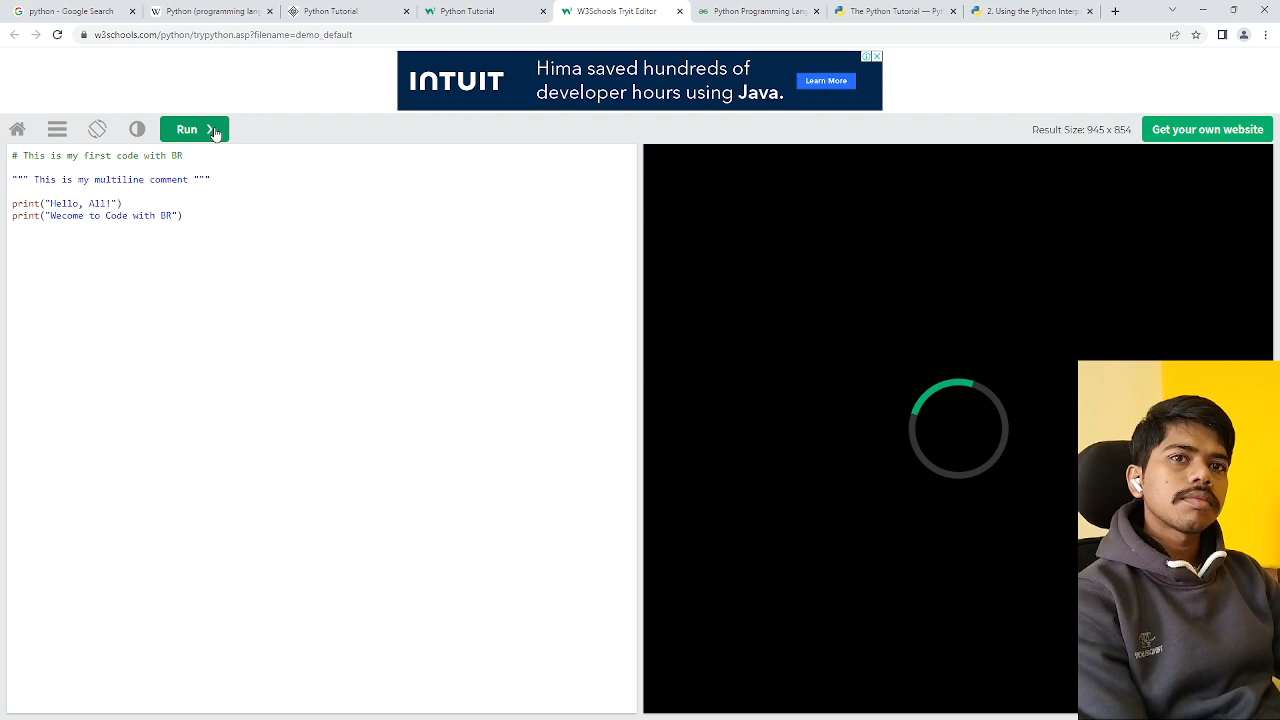 python - Google Search
Python (programming lang
Python Tutorial
Python Tutorial
W3Schools Tryit Editor
Python Programming Lang
The Python Tutorial — Pyt
2. Using the Python Interp
w3schools.com/python/trypython.asp?filename=demo_default
INTUIT
Hima saved hundreds of
developer hours using Java.
Learn More
Run
Result Size: 945 x 854
Get your own website
# This is my first code with BR
""" This is my multiline comment """
print("Hello, All!")
print("Wecome to Code with BR")